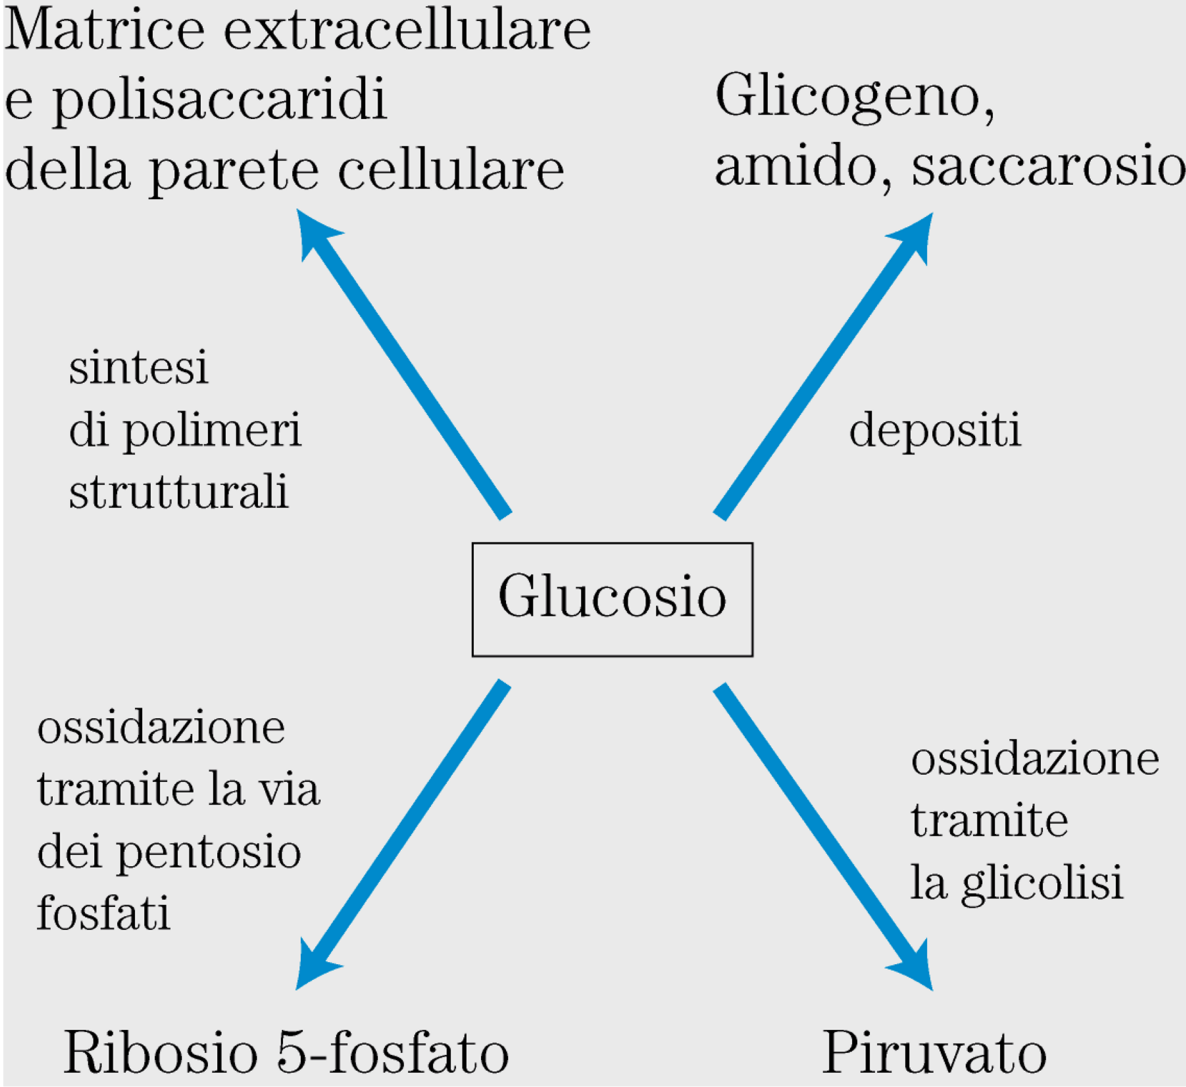 Matrice extracellulare
e polisaccaridi
della parete cellulare
Glicogeno,
amido, saccarosio
sintesi
di polimeri
strutturali
depositi
Glucosio
ossidazione
tramite la via
dei pentosio
fosfati
ossidazione
tramite
la glicolisi
Ribosio 5-fosfato
Piruvato